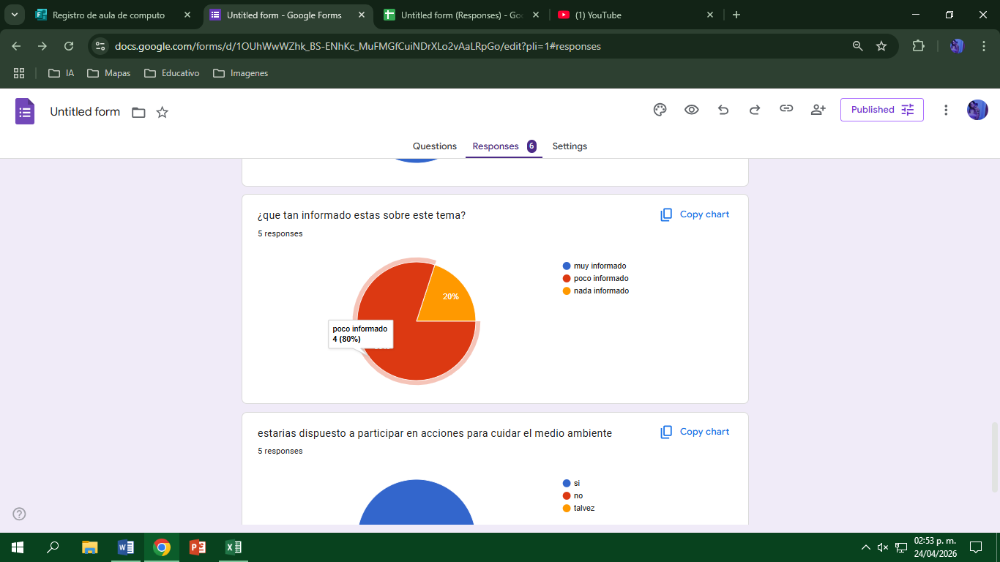 Registro de aula de computo
Untitled form - Google Forms
Untitled form (Responses) - Goo
(1) YouTube
docs.google.com/forms/d/1OUhWwWZhk_BS-ENhKc_MuFMGfCuiNDrXLo2vAaLRpGo/edit?pli=1#responses
IA
Mapas
Educativo
Imagenes
Untitled form
Published
Questions
Responses 6
Settings
¿que tan informado estas sobre este tema?
Copy chart
5 responses
muy informado
poco informado
nada informado
20%
poco informado
4 (80%)
estarias dispuesto a participar en acciones para cuidar el medio ambiente
Copy chart
5 responses
si
no
talvez
02:53 p. m.
24/04/2026